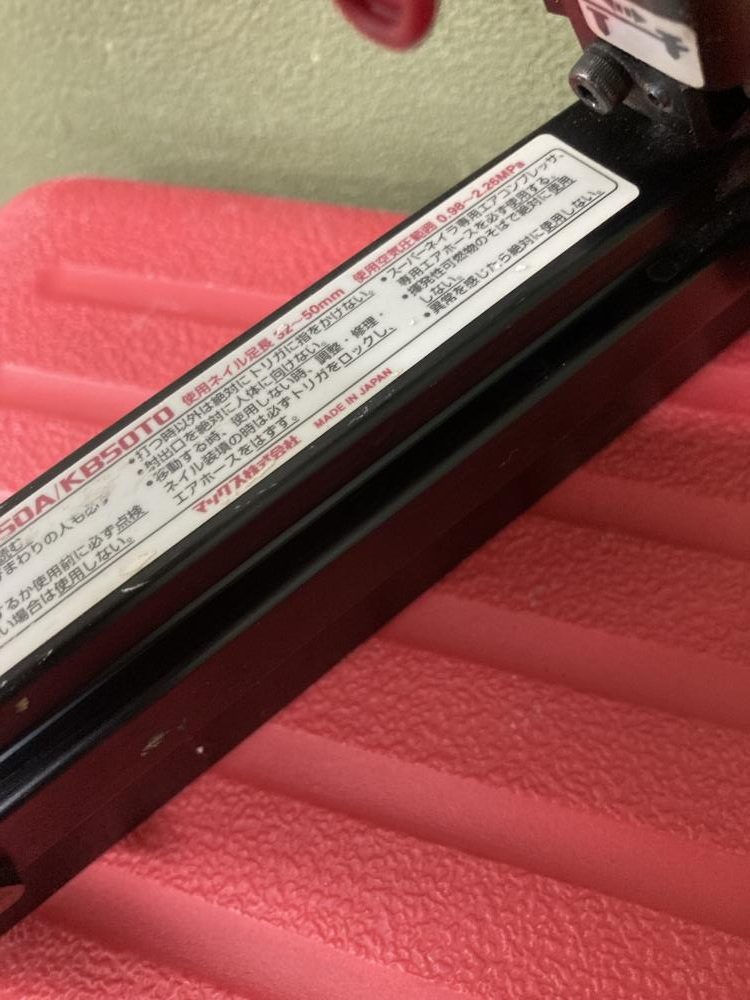 50A/KB50TD 使用ネイル足長 32〜50mm 使用空気圧範囲 0.98〜2.26MPa
読む。
まわりの人も必ず
するか使用前に必ず点検
い場合は使用しない。
・打つ時以外は絶対にトリガに指をかけない。
・射出口を絶対に人体に向けない。
・移動する時、使用しない時、調整・修理・
ネイル装填の時は必ずトリガをロックし、
エアホースをはずす。
・スーパーネイラ専用エアコンプレッサ、
専用エアホースを必ず使用する。
・揮発性可燃物のそばで絶対に使用
しない。
・異常を感じたら絶対に使用しない。
マックス株式会社 MADE IN JAPAN